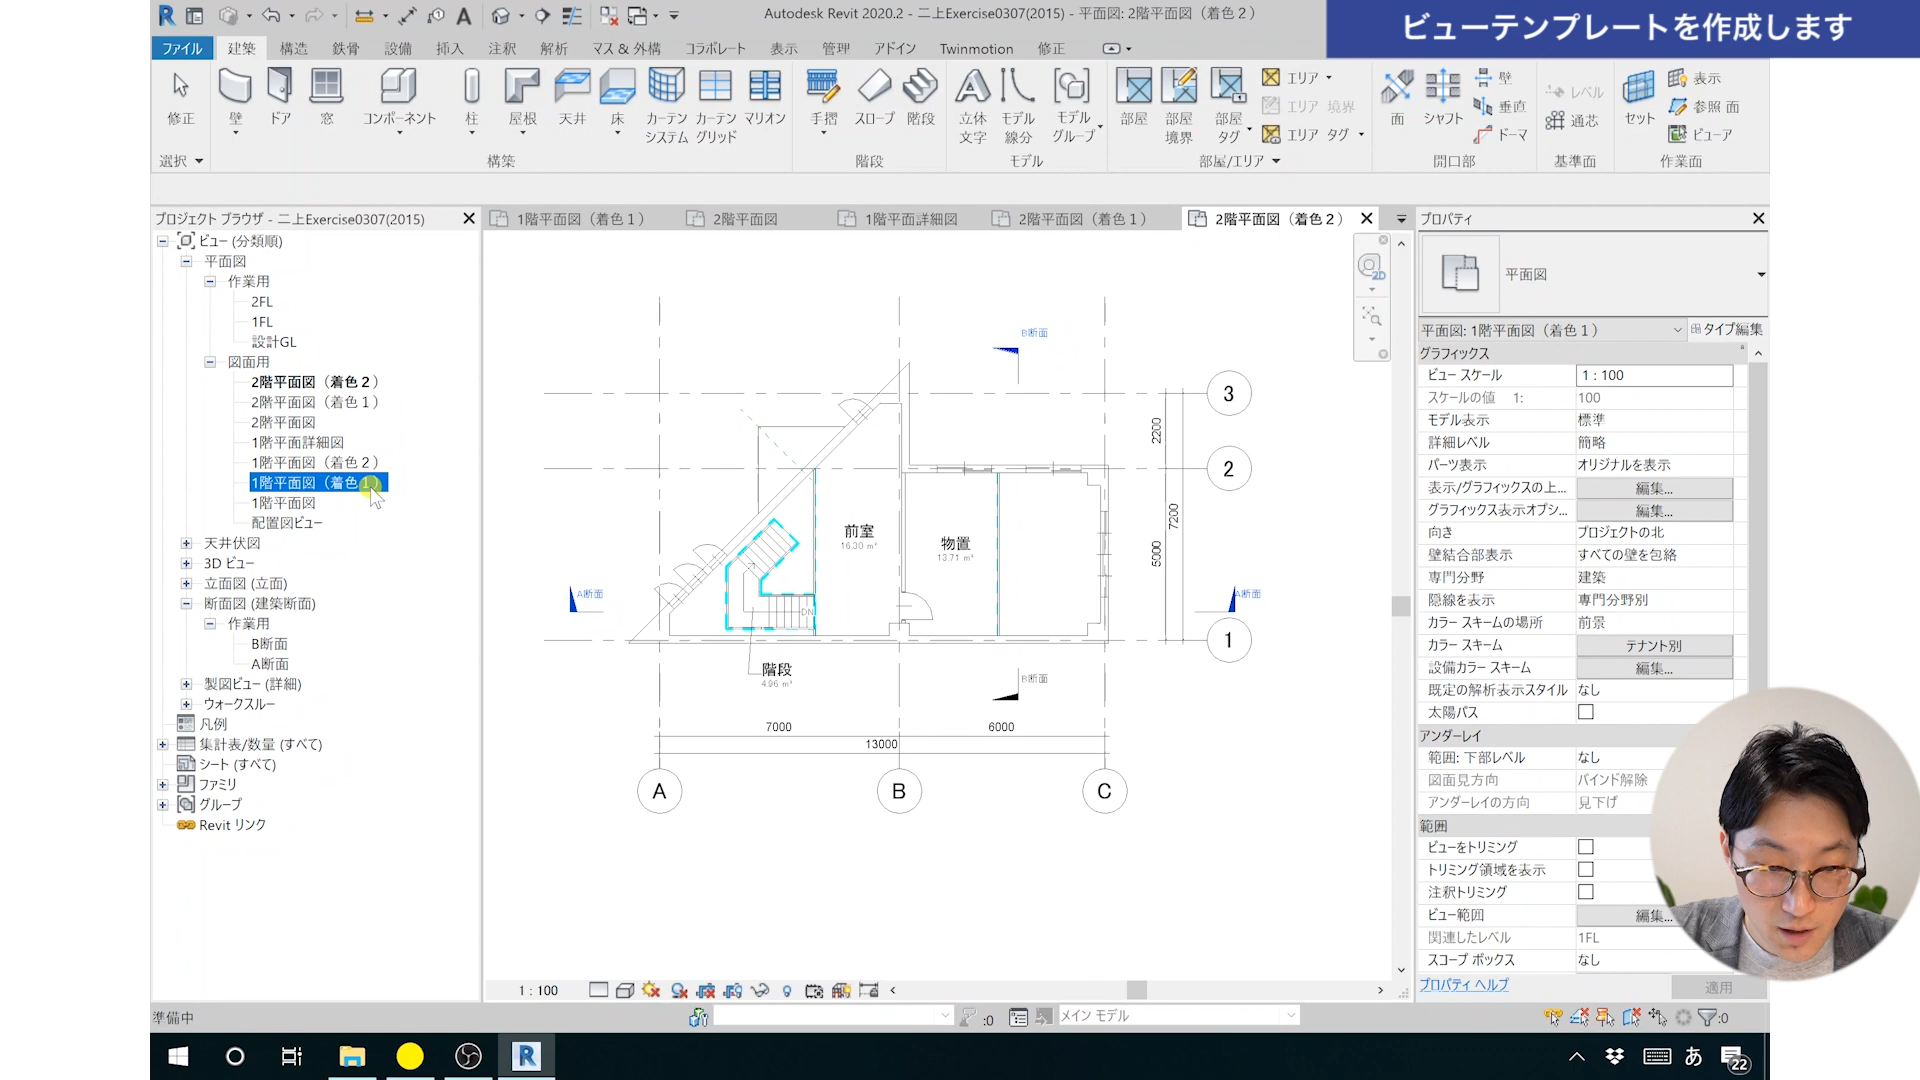 ビューテンプレートを作成します
Autodesk Revit 2020.2 - 二上Exercise0307(2015) - 平面図: 2階平面図（着色２）
ファイル 建築 構造 鉄骨 設備 挿入 注釈 解析 マス & 外構 コラボレート 表示 管理 アドイン Twinmotion 修正
修正 壁 ドア 窓 コンポーネント 柱 屋根 天井 床 カーテン システム カーテン グリッド マリオン 手摺 スロープ 階段 立体 文字 モデル 線分 モデル グループ 部屋 部屋 境界 部屋 タグ エリア エリア 境界 エリア タグ 面 シャフト 壁 垂直 ドーマ レベル 通芯 セット 表示 参照 面 ビューア
選択 構築 階段 モデル 部屋/エリア 開口部 基準面 作業面
プロジェクト ブラウザ - 二上Exercise0307(2015)
ビュー (分類順)
平面図
作業用
2FL
1FL
設計GL
図面用
2階平面図（着色２）
2階平面図（着色１）
2階平面図
1階平面詳細図
1階平面図（着色２）
1階平面図（着色１）
1階平面図
配置図ビュー
天井伏図
3D ビュー
立面図 (立面)
断面図 (建築断面)
作業用
B断面
A断面
製図ビュー (詳細)
ウォークスルー
凡例
集計表/数量 (すべて)
シート (すべて)
ファミリ
グループ
Revit リンク
1階平面図（着色１） 2階平面図 1階平面詳細図 2階平面図（着色１） 2階平面図（着色２）
2D
B断面
3
2200
2
7200
前室
16.30 m²
物置
13.71 m²
5000
A断面
A断面
DN
1
階段
4.96 m²
B断面
7000 6000
13000
A B C
1 : 100
プロパティ
平面図
平面図: 1階平面図（着色１） タイプ編集
グラフィックス
ビュー スケール 1 : 100
スケールの値 1: 100
モデル表示 標準
詳細レベル 簡略
パーツ表示 オリジナルを表示
表示/グラフィックスの上... 編集...
グラフィックス表示オプシ... 編集...
向き プロジェクトの北
壁結合部表示 すべての壁を包絡
専門分野 建築
隠線を表示 専門分野別
カラー スキームの場所 前景
カラー スキーム テナント別
設備カラー スキーム 編集...
既定の解析表示スタイル なし
太陽パス
アンダーレイ
範囲: 下部レベル なし
図面見方向 バインド解除
アンダーレイの方向 見下げ
範囲
ビューをトリミング
トリミング領域を表示
注釈トリミング
ビュー範囲 編集...
関連したレベル 1FL
スコープ ボックス なし
プロパティ ヘルプ 適用
準備中 :0 メイン モデル :0
あ 22